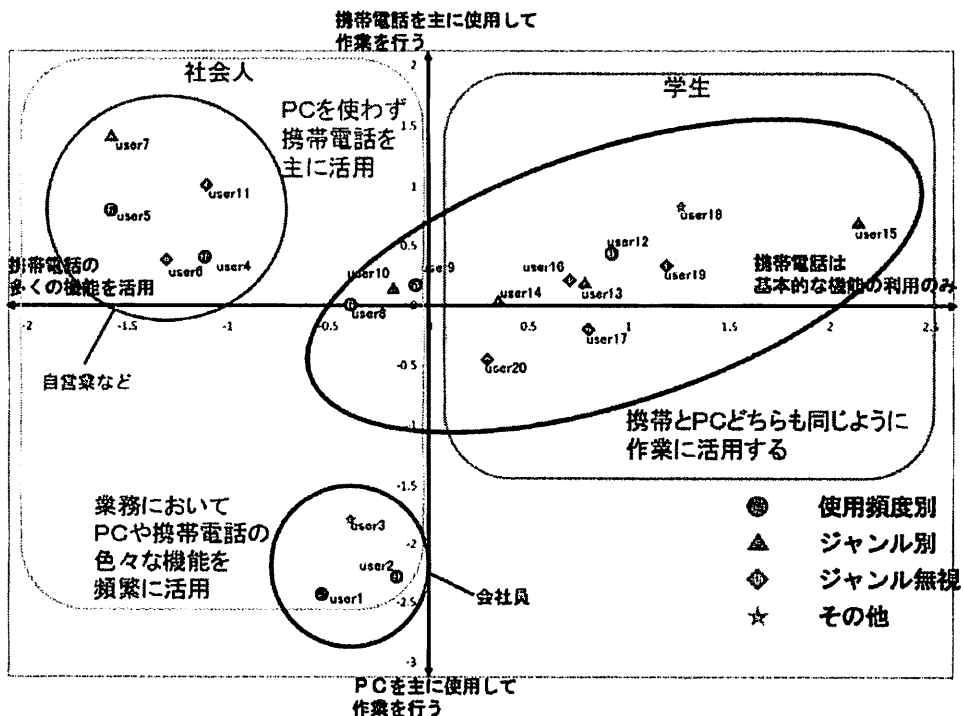 携帯電話を主に使用して
作業を行う
社会人
学生
PCを使わず
携帯電話を
主に活用
2
1.5
1
0.5
user7
user11
user5
user6
user4
user10
user8
user18
user15
user12
user16
user19
user14
user13
user17
user20
携帯電話の
多くの機能を活用
携帯電話は
基本的な機能の利用のみ
-2
-1.5
-1
-0.5
0.5
1
1.5
2
2.5
-0.5
-1
-1.5
-2
-2.5
-3
自営業など
携帯とPCどちらも同じように
作業に活用する
業務において
PCや携帯電話の
色々な機能を
頻繁に活用
user3
user2
user1
会社員
使用頻度別
ジャンル別
ジャンル無視
その他
PCを主に使用して
作業を行う